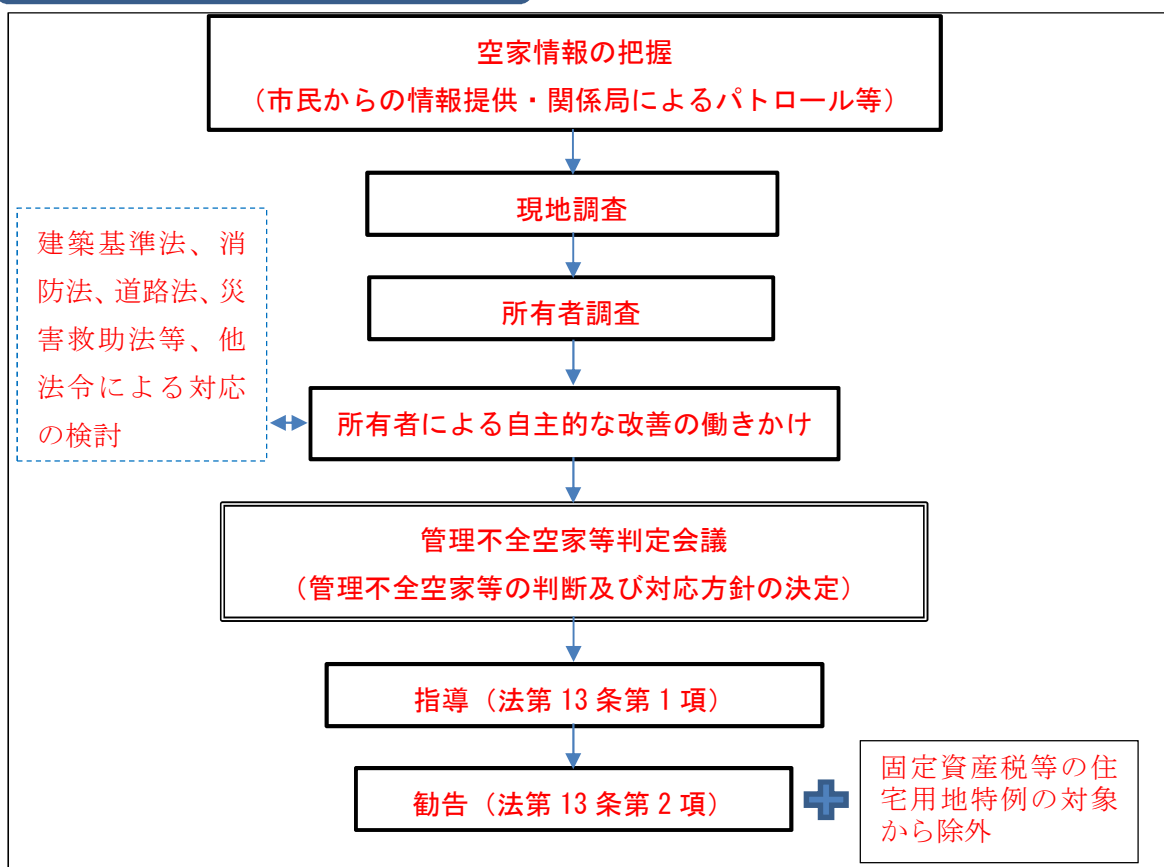 空家情報の把握
（市民からの情報提供・関係局によるパトロール等）
現地調査
所有者調査
建築基準法、消
防法、道路法、災
害救助法等、他
法令による対応
の検討
所有者による自主的な改善の働きかけ
管理不全空家等判定会議
（管理不全空家等の判断及び対応方針の決定）
指導（法第 13 条第 1 項）
勧告（法第 13 条第 2 項）
固定資産税等の住
宅用地特例の対象
から除外